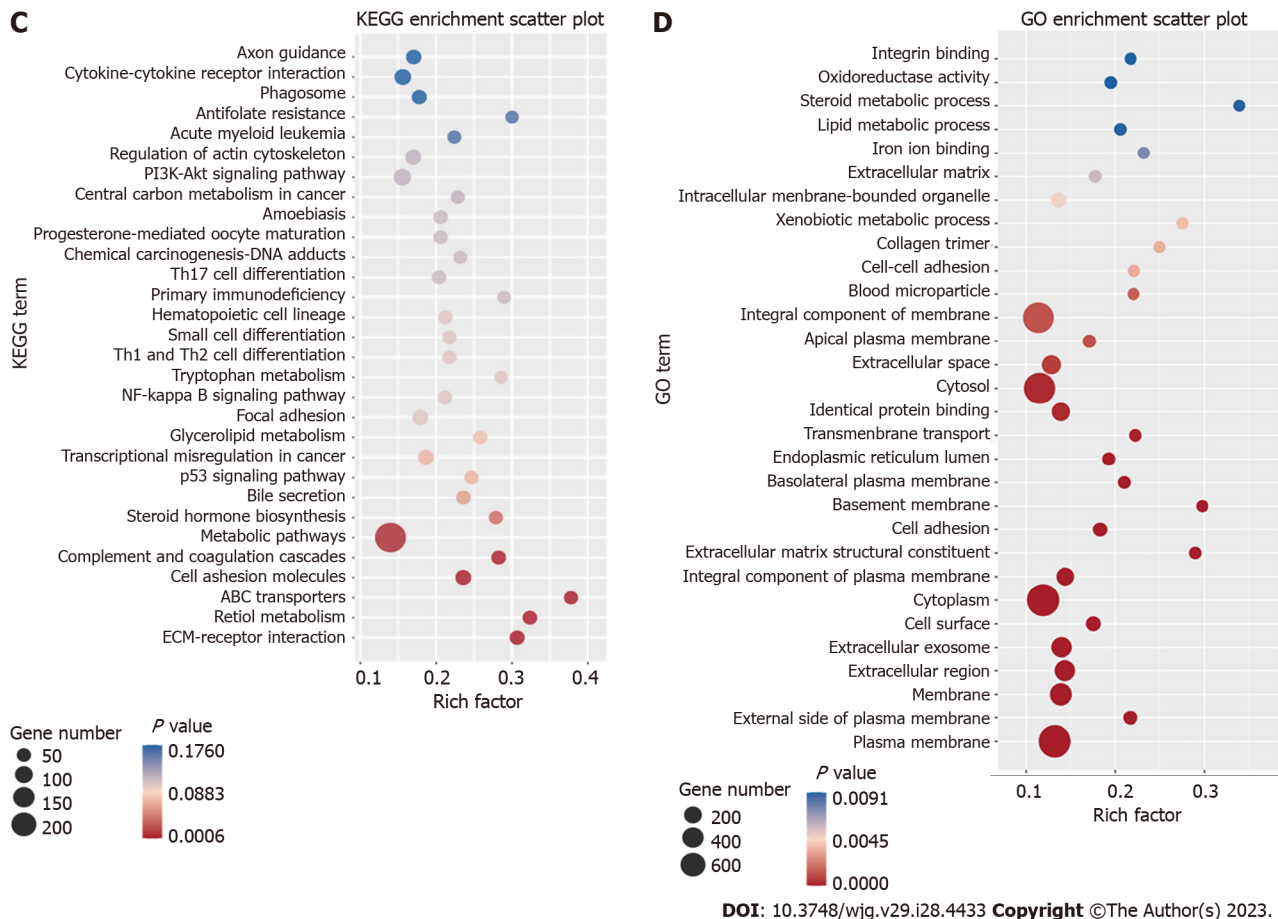 C
KEGG enrichment scatter plot
KEGG term
Axon guidance
Cytokine-cytokine receptor interaction
Phagosome
Antifolate resistance
Acute myeloid leukemia
Regulation of actin cytoskeleton
PI3K-Akt signaling pathway
Central carbon metabolism in cancer
Amoebiasis
Progesterone-mediated oocyte maturation
Chemical carcinogenesis-DNA adducts
Th17 cell differentiation
Primary immunodeficiency
Hematopoietic cell lineage
Small cell differentiation
Th1 and Th2 cell differentiation
Tryptophan metabolism
NF-kappa B signaling pathway
Focal adhesion
Glycerolipid metabolism
Transcriptional misregulation in cancer
p53 signaling pathway
Bile secretion
Steroid hormone biosynthesis
Metabolic pathways
Complement and coagulation cascades
Cell ashesion molecules
ABC transporters
Retiol metabolism
ECM-receptor interaction
0.1 0.2 0.3 0.4
Rich factor
Gene number
50
100
150
200
P value
0.1760
0.0883
0.0006
D
GO enrichment scatter plot
GO term
Integrin binding
Oxidoreductase activity
Steroid metabolic process
Lipid metabolic process
Iron ion binding
Extracellular matrix
Intracellular menbrane-bounded organelle
Xenobiotic metabolic process
Collagen trimer
Cell-cell adhesion
Blood microparticle
Integral component of membrane
Apical plasma membrane
Extracellular space
Cytosol
Identical protein binding
Transmenbrane transport
Endoplasmic reticulum lumen
Basolateral plasma membrane
Basement membrane
Cell adhesion
Extracellular matrix structural constituent
Integral component of plasma membrane
Cytoplasm
Cell surface
Extracellular exosome
Extracellular region
Membrane
External side of plasma membrane
Plasma membrane
0.1 0.2 0.3
Rich factor
Gene number
200
400
600
P value
0.0091
0.0045
0.0000
DOI: 10.3748/wjg.v29.i28.4433 Copyright ©The Author(s) 2023.